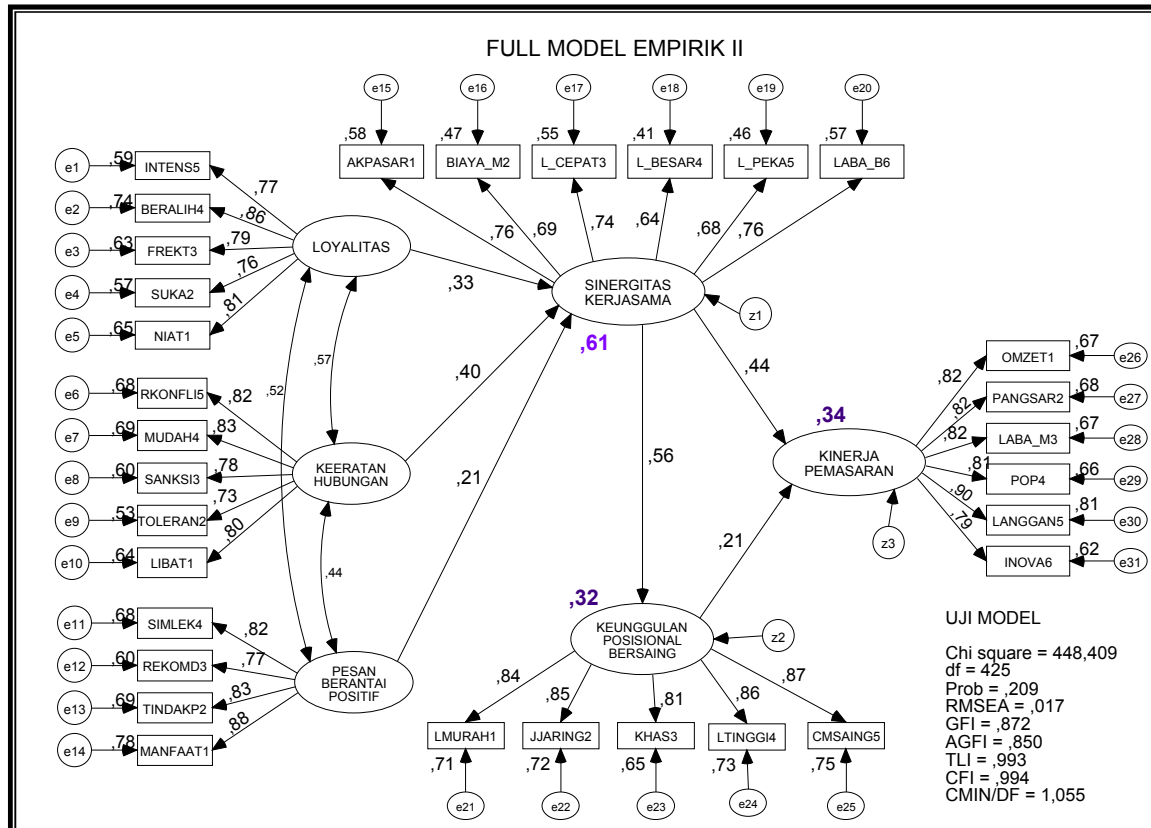 FULL MODEL EMPIRIK II
e15
e16
e17
e18
e19
e20
,58
,47
,55
,41
,46
,57
AKPASAR1
BIAYA_M2
L_CEPAT3
L_BESAR4
L_PEKA5
LABA_B6
,76
,69
,74
,64
,68
,76
e1
,59
INTENS5
,77
e2
,74
BERALIH4
,86
e3
,63
FREKT3
,79
e4
,57
SUKA2
,76
e5
,65
NIAT1
,81
LOYALITAS
,33
SINERGITAS
KERJASAMA
z1
,61
,57
,52
,40
,44
e6
,68
RKONFLI5
,82
e7
,69
MUDAH4
,83
e8
,60
SANKSI3
,78
e9
,53
TOLERAN2
,73
e10
,64
LIBAT1
,80
KEERATAN
HUBUNGAN
,44
,21
,56
,34
KINERJA
PEMASARAN
z3
,21
OMZET1
,67
e26
,82
PANGSAR2
,68
e27
,82
LABA_M3
,67
e28
,82
POP4
,66
e29
,81
LANGGAN5
,81
e30
,90
INOVA6
,62
e31
,79
e11
,68
SIMLEK4
,82
e12
,60
REKOMD3
,77
e13
,69
TINDAKP2
,83
e14
,78
MANFAAT1
,88
PESAN
BERANTAI
POSITIF
,32
KEUNGGULAN
POSISIONAL
BERSAING
z2
,84
,85
,81
,86
,87
LMURAH1
JJARING2
KHAS3
LTINGGI4
CMSAING5
,71
,72
,65
,73
,75
e21
e22
e23
e24
e25
UJI MODEL
Chi square = 448,409
df = 425
Prob = ,209
RMSEA = ,017
GFI = ,872
AGFI = ,850
TLI = ,993
CFI = ,994
CMIN/DF = 1,055